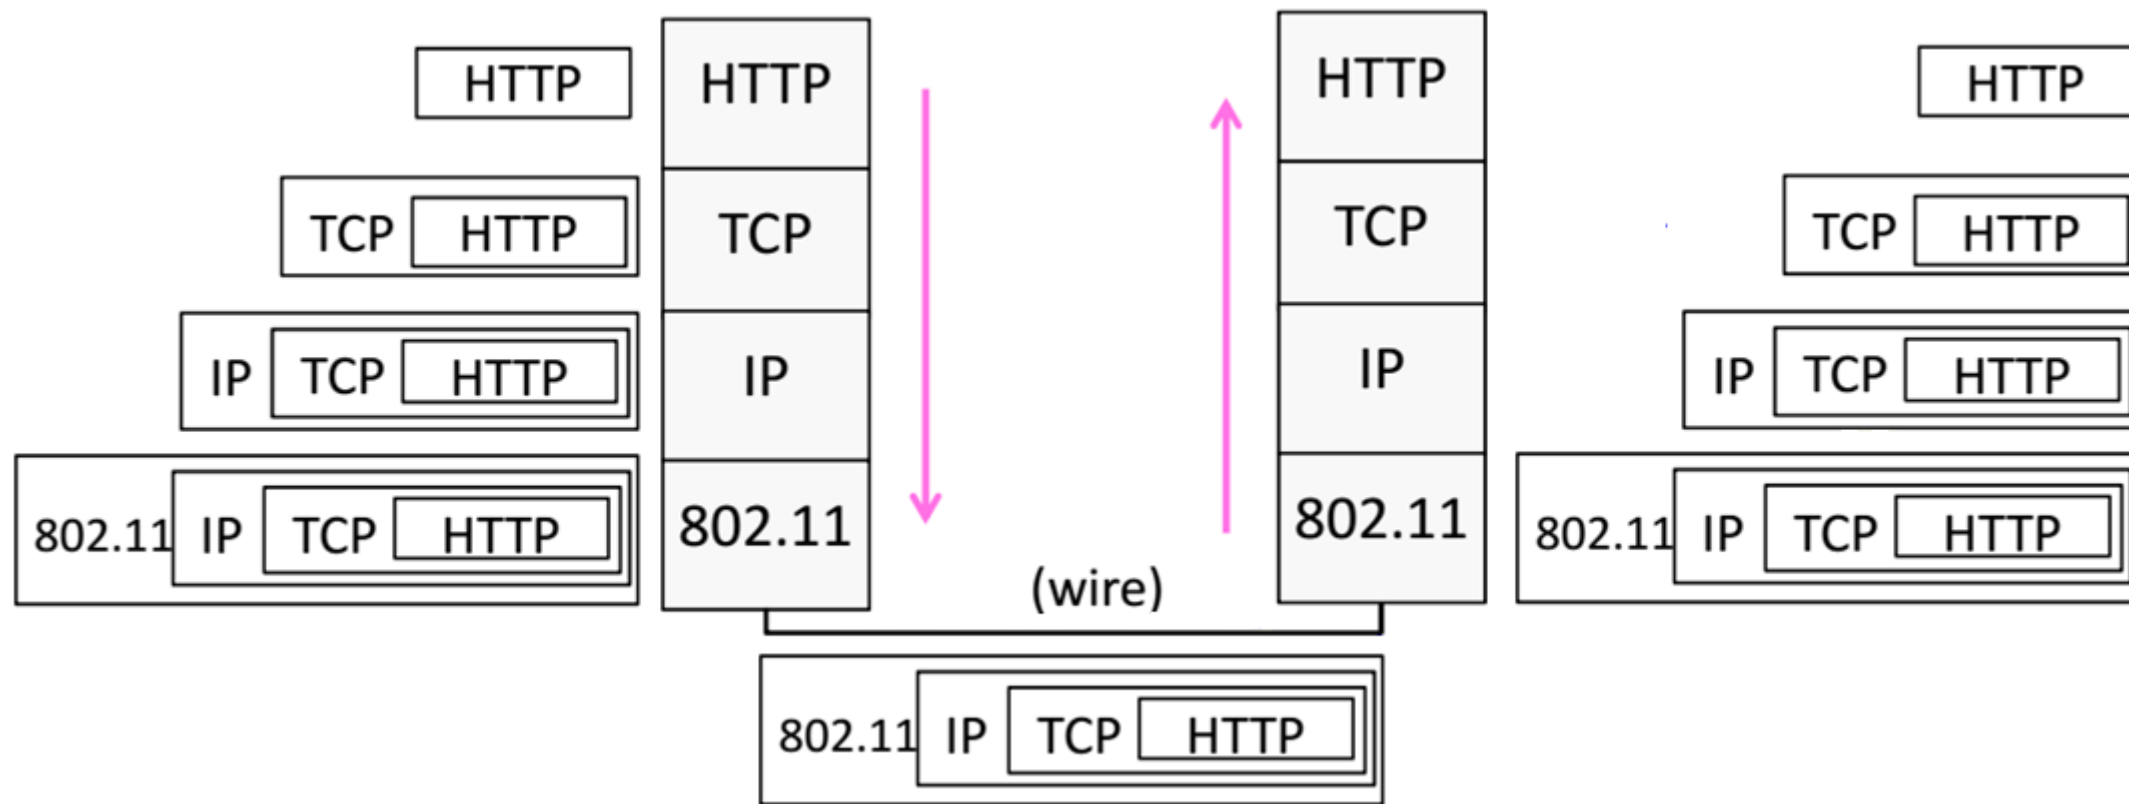 HTTP HTTP HTTP HTTP
TCP HTTP TCP TCP TCP HTTP
IP TCP HTTP IP IP IP TCP HTTP
802.11 IP TCP HTTP 802.11 802.11 802.11 IP TCP HTTP
(wire)
802.11 IP TCP HTTP